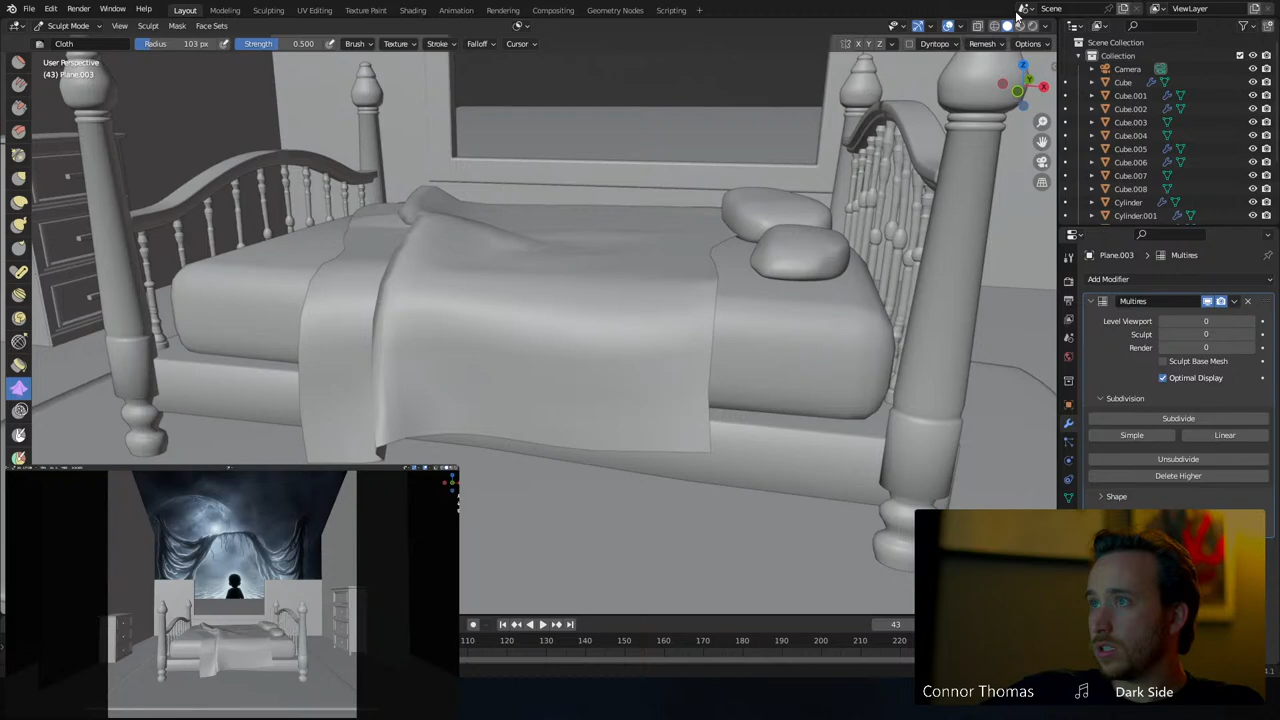 File Edit Render Window Help Layout Modeling Sculpting UV Editing Texture Paint Shading Animation Rendering Compositing Geometry Nodes Scripting + Scene ViewLayer
Sculpt Mode View Sculpt Mask Face Sets
Cloth Radius 103 px Strength 0.500 Brush Texture Stroke Falloff Cursor X Y Z Dyntopo Remesh Options
User Perspective
(43) Plane.003
Z
Y
X
Scene Collection
Collection
Camera
Cube
Cube.001
Cube.002
Cube.003
Cube.004
Cube.005
Cube.006
Cube.007
Cube.008
Cylinder
Cylinder.001
Plane.003 Multires
Add Modifier
Multires
Level Viewport 0
Sculpt 0
Render 0
Sculpt Base Mesh
Optimal Display
Subdivision
Subdivide
Simple Linear
Unsubdivide
Delete Higher
Shape
43
110 120 130 140 150 160 170 180 190 200 210 220
Connor Thomas Dark Side